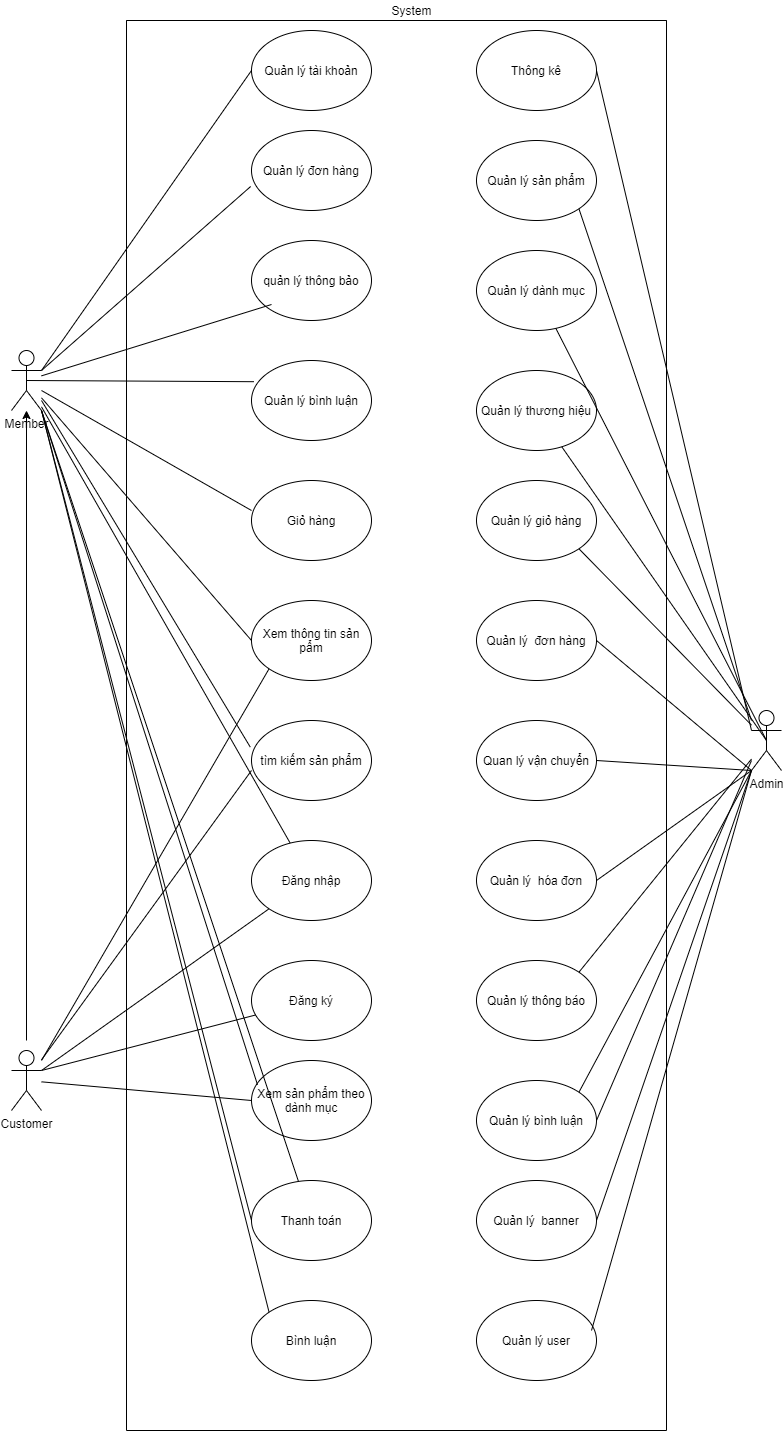 System
Quản lý tài khoản
Thông kê
Quản lý đơn hàng
Quản lý sản phẩm
quản lý thông bảo
Quản lý dành mục
Member
Quản lý bình luận
Quản lý thương hiệu
Giỏ hàng
Quản lý giỏ hàng
Xem thông tin sản
pẩm
Quản lý  đơn hàng
tìm kiếm sản phẩm
Quan lý vận chuyển
Admin
Đăng nhập
Quản lý  hóa đơn
Đăng ký
Quản lý thông báo
Customer
Xem sản phẩm theo
dành mục
Quản lý bình luận
Thanh toán
Quản lý  banner
Bình luận
Quản lý user